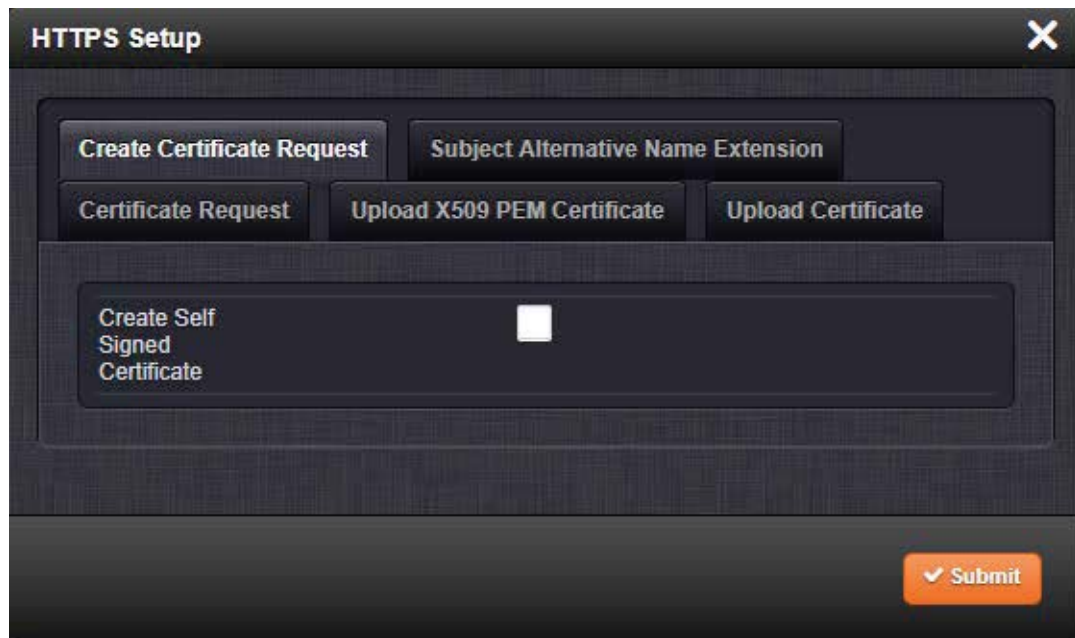 HTTPS Setup
Create Certificate Request
Subject Alternative Name Extension
Certificate Request
Upload X509 PEM Certificate
Upload Certificate
Create Self
Signed
Certificate
Submit